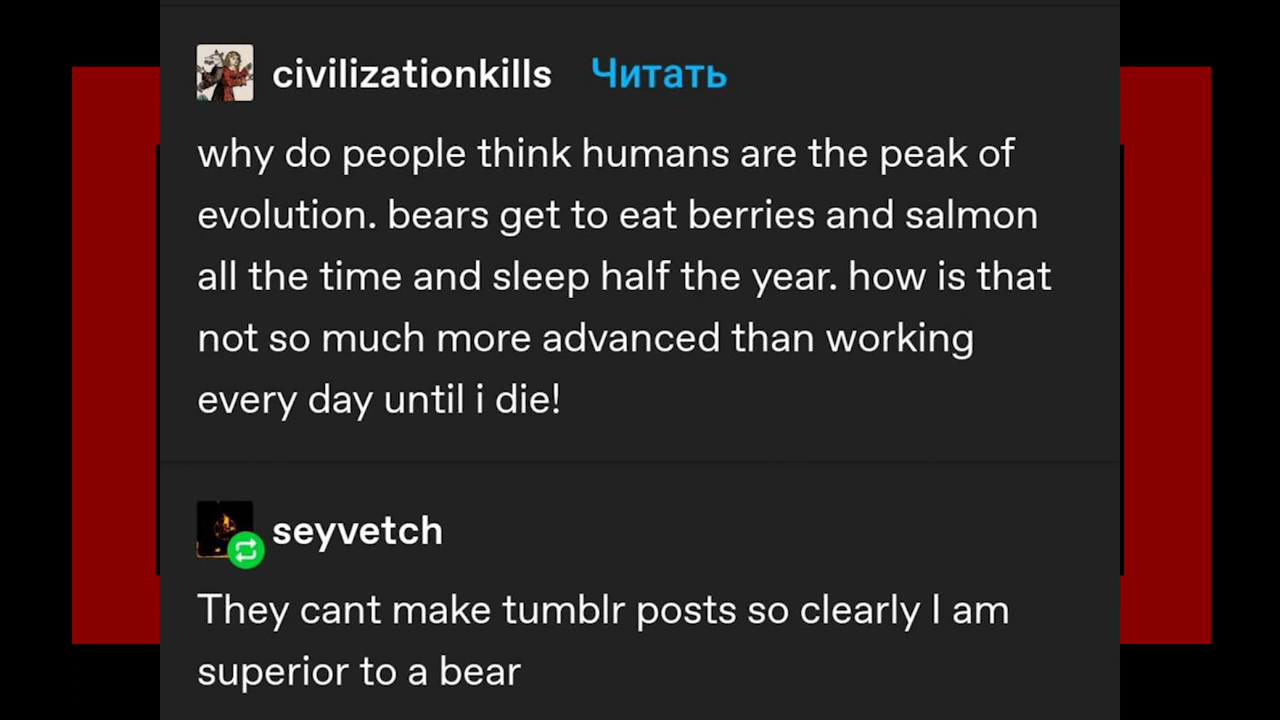 civilizationkills Читать
why do people think humans are the peak of
evolution. bears get to eat berries and salmon
all the time and sleep half the year. how is that
not so much more advanced than working
every day until i die!
seyvetch
They cant make tumblr posts so clearly I am
superior to a bear